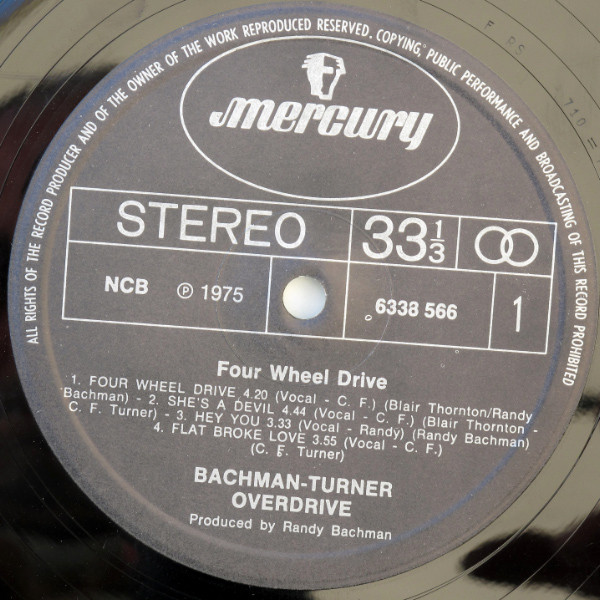 ALL RIGHTS OF THE RECORD PRODUCER AND OF THE OWNER OF THE WORK REPRODUCED RESERVED. COPYING, PUBLIC PERFORMANCE AND BROADCASTING OF THIS RECORD PROHIBITED
mercury
STEREO 33 1/3
NCB ℗ 1975 6338 566 1
Four Wheel Drive
1. FOUR WHEEL DRIVE 4.20 (Vocal - C. F.) (Blair Thornton/Randy
Bachman) - 2. SHE'S A DEVIL 4.44 (Vocal - C. F.) (Blair Thornton -
C. F. Turner) - 3. HEY YOU 3.33 (Vocal - Randy) (Randy Bachman)
4. FLAT BROKE LOVE 3.55 (Vocal - C. F.)
(C. F. Turner)
BACHMAN-TURNER
OVERDRIVE
Produced by Randy Bachman